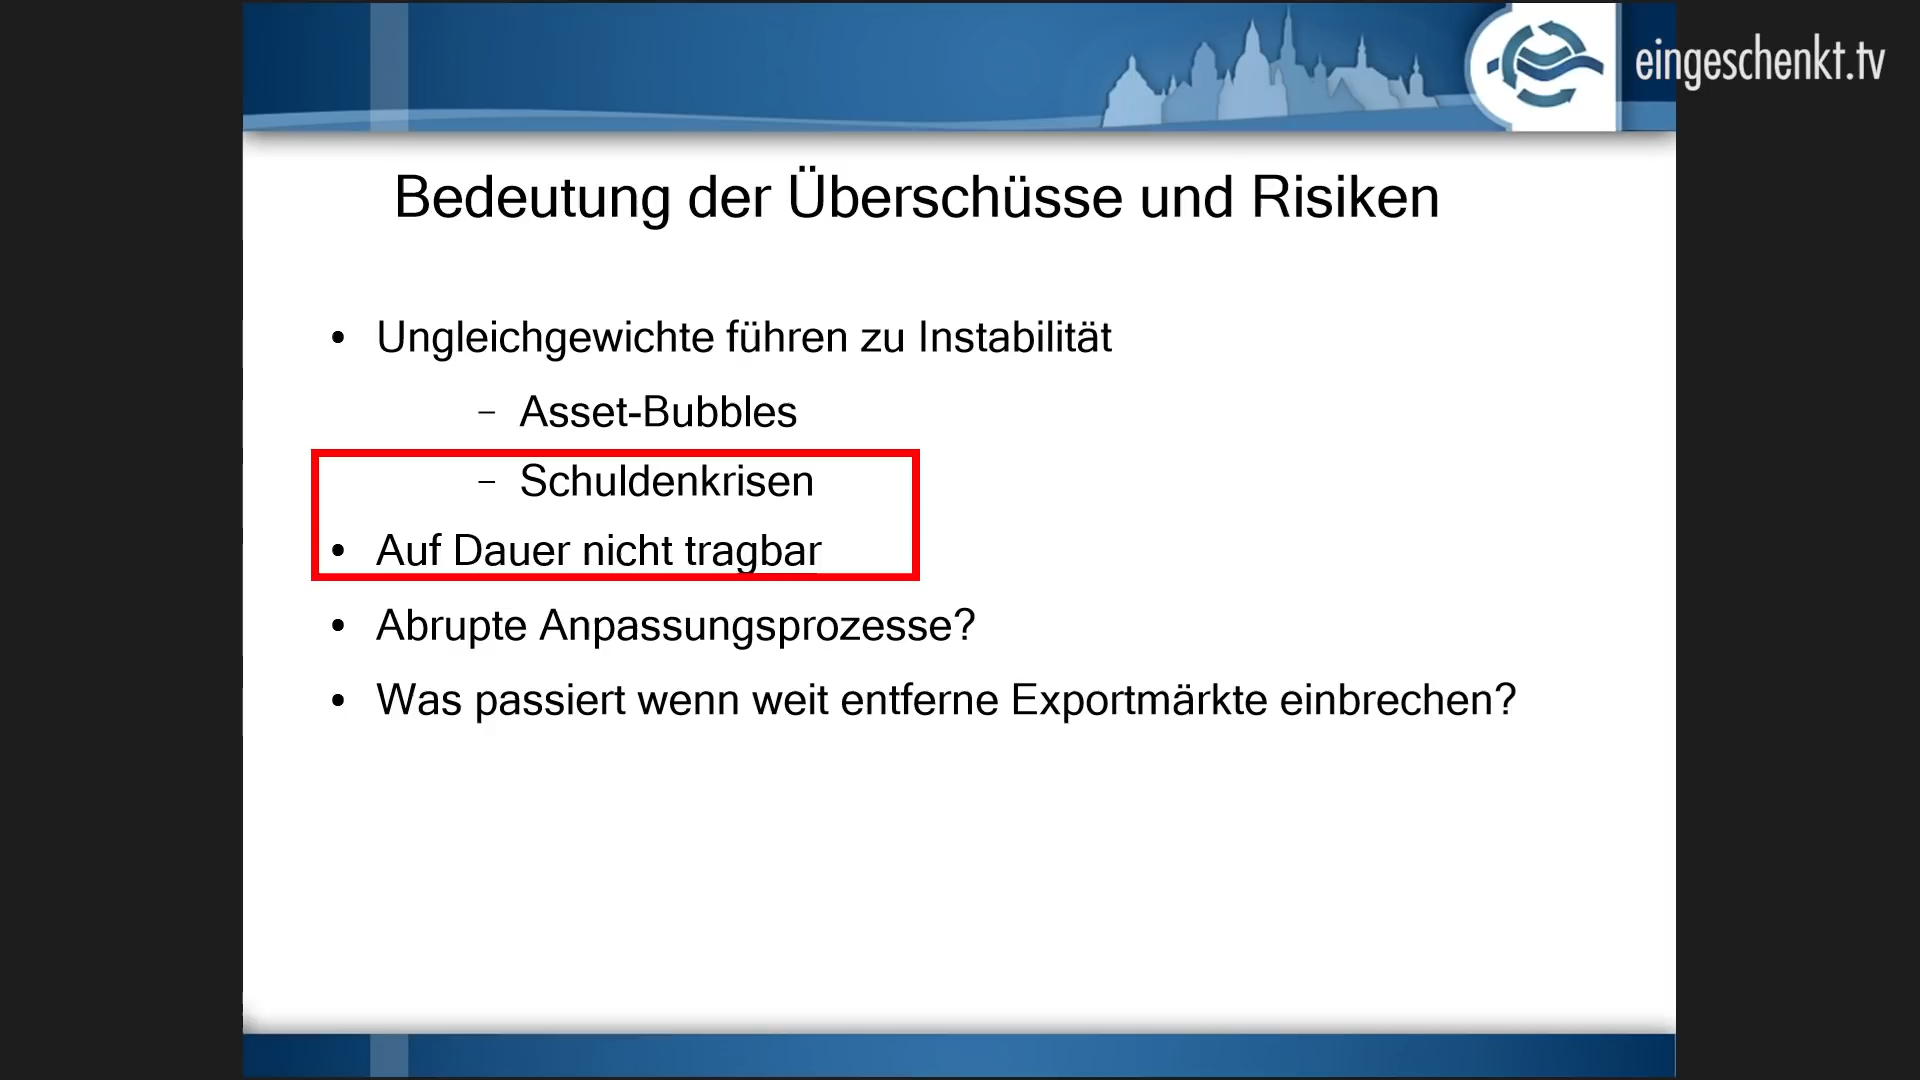 eingeschenkt.tv
Bedeutung der Überschüsse und Risiken
• Ungleichgewichte führen zu Instabilität
– Asset-Bubbles
– Schuldenkrisen
• Auf Dauer nicht tragbar
• Abrupte Anpassungsprozesse?
• Was passiert wenn weit entferne Exportmärkte einbrechen?